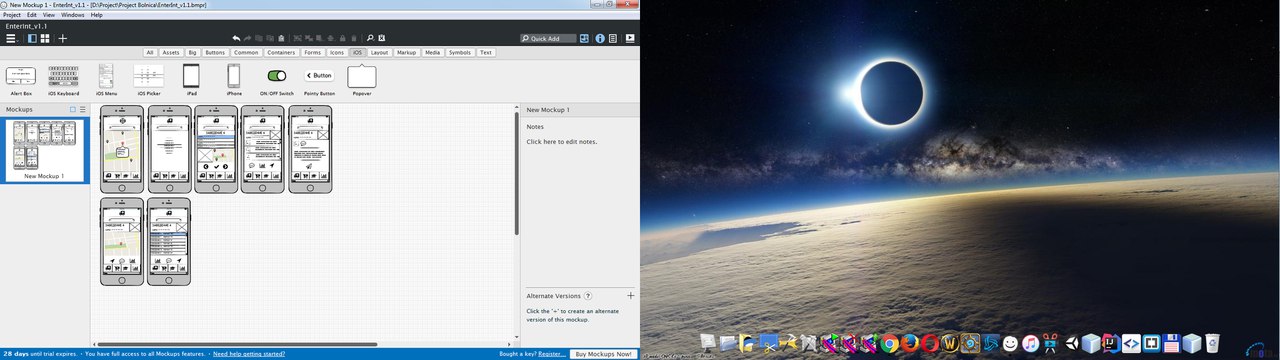 New Mockup 1 - EnterInt_v1.1 - [D:\Project\Project Bolnica\EnterInt_v1.1.bmpr]
Project Edit View Windows Help
EnterInt_v1.1
Quick Add
All Assets Big Buttons Common Containers Forms Icons iOS Layout Markup Media Symbols Text
Button
Alert Box iOS Keyboard iOS Menu iOS Picker iPad iPhone ON/OFF Switch Pointy Button Popover
Mockups
New Mockup 1
New Mockup 1
Notes
Click here to edit notes.
Alternate Versions ?
Click the '+' to create an alternate
version of this mockup.
28 days until trial expires. · You have full access to all Mockups features. · Need help getting started?
Bought a key? Register... Buy Mockups Now!